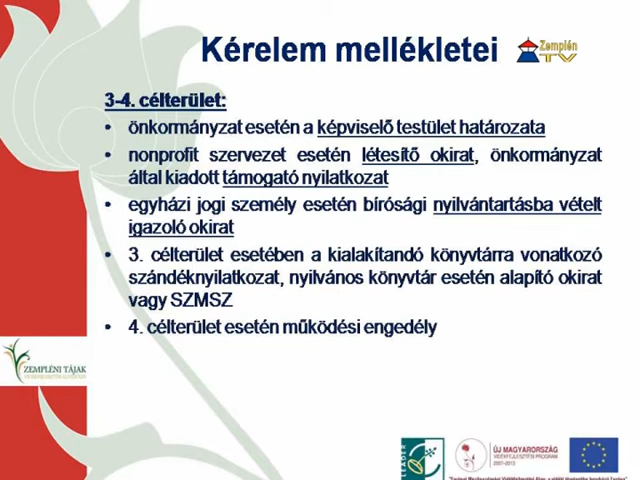 Kérelem mellékletei
Zemplén
TV
3-4. célterület:
• önkormányzat esetén a képviselő testület határozata
• nonprofit szervezet esetén létesítő okirat, önkormányzat
által kiadott támogató nyilatkozat
• egyházi jogi személy esetén bírósági nyilvántartásba vételt
igazoló okirat
• 3. célterület esetében a kialakítandó könyvtárra vonatkozó
szándéknyilatkozat, nyilvános könyvtár esetén alapító okirat
vagy SZMSZ
• 4. célterület esetén működési engedély
ZEMPLÉNI TÁJAK
LEADER
ÚJ MAGYARORSZÁG
VIDÉKFEJLESZTÉSI PROGRAM
2007-2013